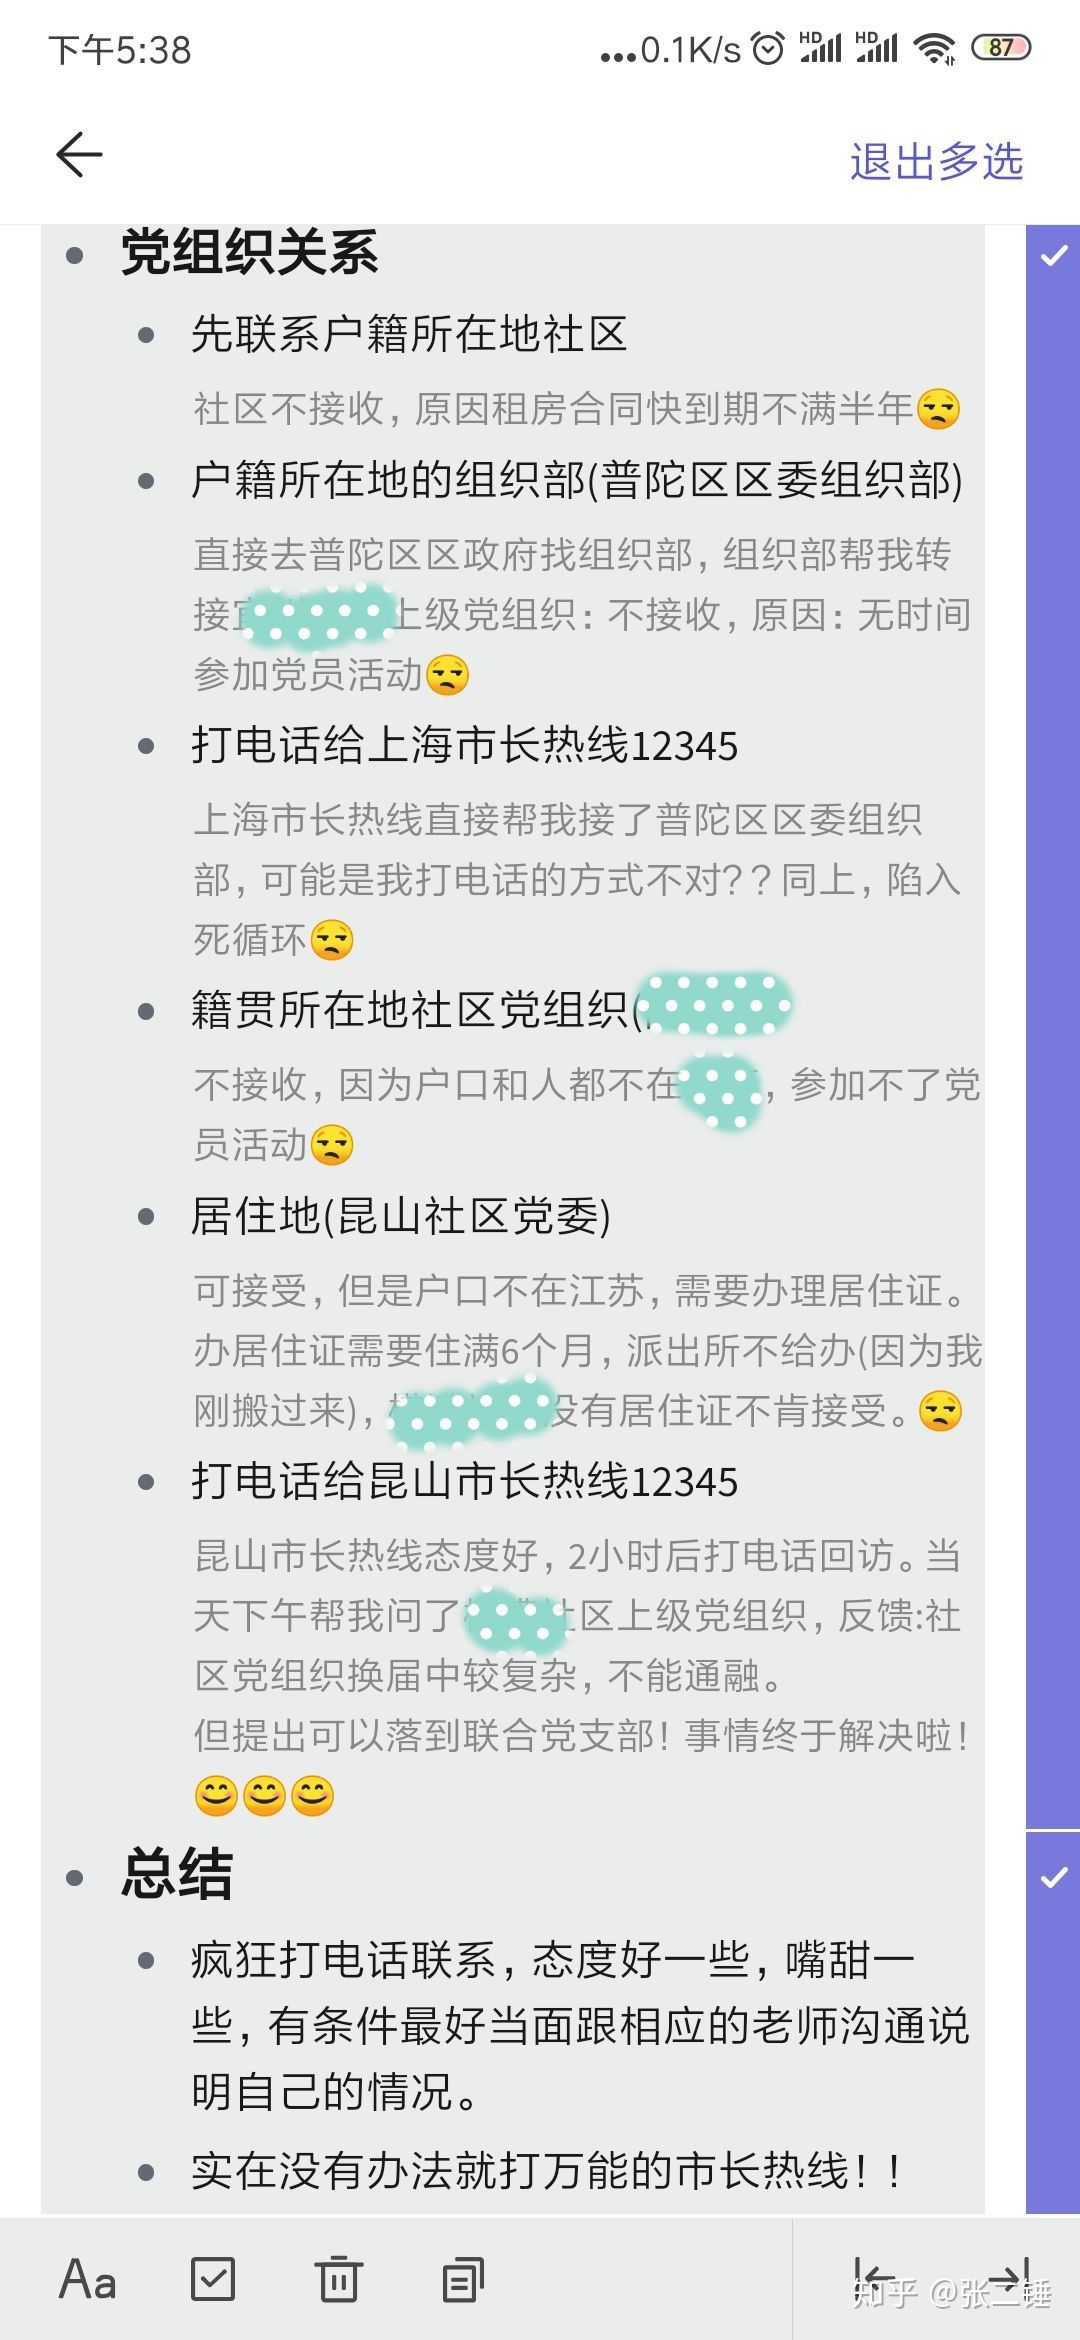 下午5:38
...0.1K/s HD HD 87
退出多选
党组织关系
先联系户籍所在地社区
社区不接收，原因租房合同快到期不满半年😒
户籍所在地的组织部(普陀区区委组织部)
直接去普陀区区政府找组织部，组织部帮我转
接 上级党组织：不接收，原因：无时间
参加党员活动😒
打电话给上海市长热线12345
上海市长热线直接帮我接了普陀区区委组织
部，可能是我打电话的方式不对？？同上，陷入
死循环😒
籍贯所在地社区党组织(
不接收，因为户口和人都不在 ，参加不了党
员活动😒
居住地(昆山社区党委)
可接受，但是户口不在江苏，需要办理居住证。
办居住证需要住满6个月，派出所不给办(因为我
刚搬过来)， 没有居住证不肯接受。😒
打电话给昆山市长热线12345
昆山市长热线态度好，2小时后打电话回访。当
天下午帮我问了 社区上级党组织，反馈:社
区党组织换届中较复杂，不能通融。
但提出可以落到联合党支部！事情终于解决啦！
😊😊😊
总结
疯狂打电话联系，态度好一些，嘴甜一
些，有条件最好当面跟相应的老师沟通说
明自己的情况。
实在没有办法就打万能的市长热线！！
Aa
知乎 @张二锤